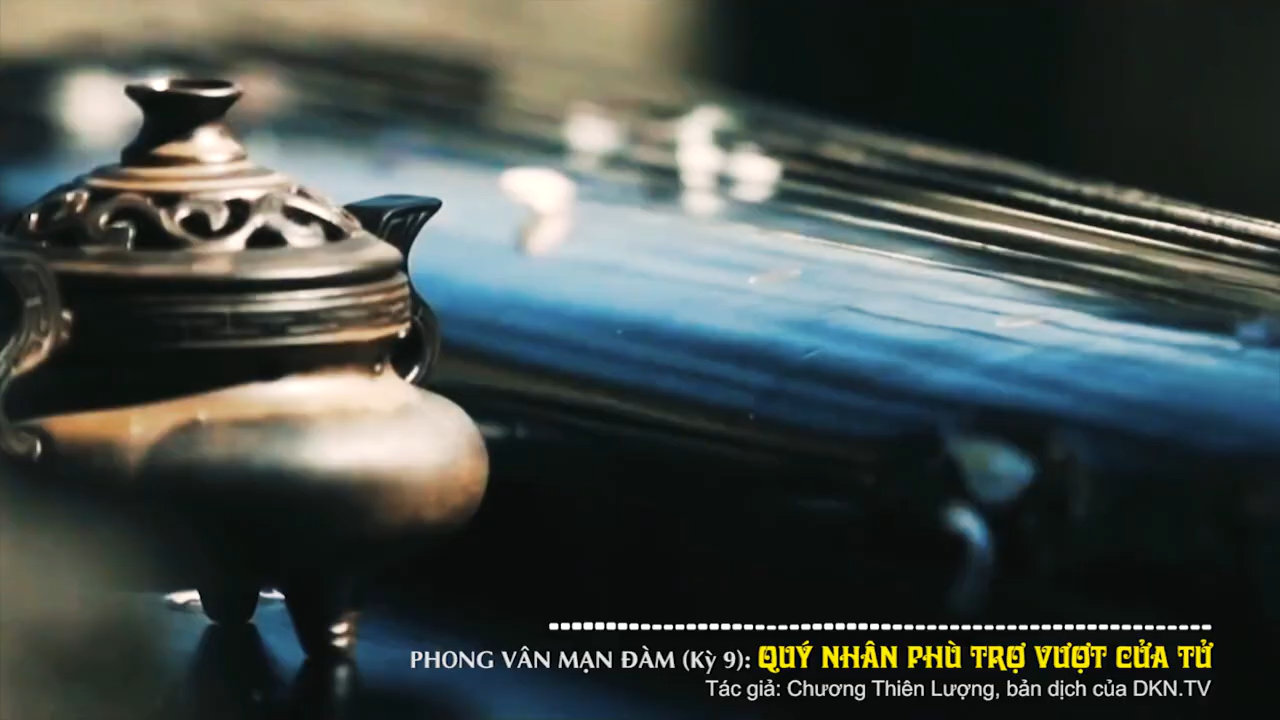 PHONG VÂN MẠN ĐÀM (Kỳ 9): QUÝ NHÂN PHÙ TRỢ VƯỢT CỬA TỬ
Tác giả: Chương Thiên Lượng, bản dịch của DKN.TV